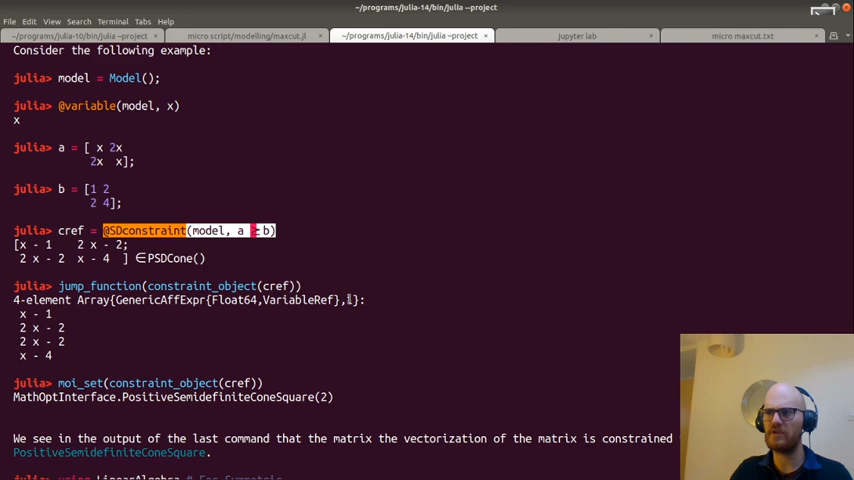 ~/programs/julia-14/bin/julia --project
File Edit View Search Terminal Tabs Help
~/programs/julia-10/bin/julia --project × micro script/modelling/maxcut.jl × ~/programs/julia-14/bin/julia --project × jupyter lab × micro maxcut.txt ×
Consider the following example:
julia> model = Model();
julia> @variable(model, x)
x
julia> a = [ x 2x
2x x];
julia> b = [1 2
2 4];
julia> cref = @SDconstraint(model, a ≥ b)
[x - 1 2 x - 2;
2 x - 2 x - 4 ] ∈ PSDCone()
julia> jump_function(constraint_object(cref))
4-element Array{GenericAffExpr{Float64,VariableRef},1}:
x - 1
2 x - 2
2 x - 2
x - 4
julia> moi_set(constraint_object(cref))
MathOptInterface.PositiveSemidefiniteConeSquare(2)
We see in the output of the last command that the matrix the vectorization of the matrix is constrained
PositiveSemidefiniteConeSquare.
julia> using LinearAlgebra # For Symmetric